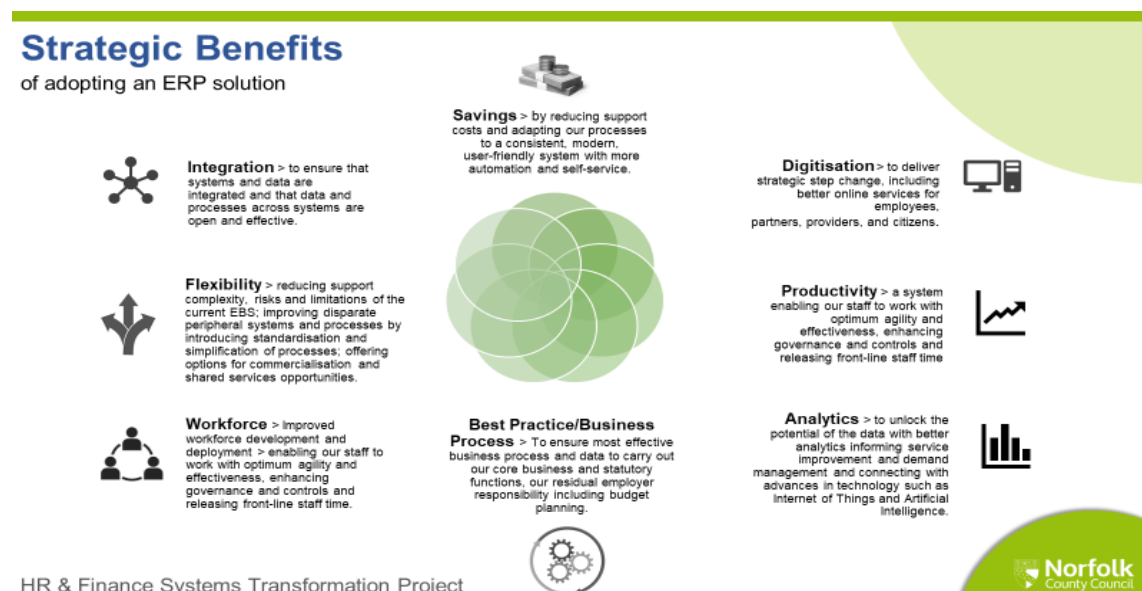 Strategic Benefits
of adopting an ERP solution
Savings > by reducing support
costs and adapting our processes
to a consistent, modern,
user-friendly system with more
automation and self-service.
Integration > to ensure that
systems and data are
integrated and that data and
processes across systems are
open and effective.
Digitisation > to deliver
strategic step change, including
better online services for
employees,
partners, providers, and citizens.
Flexibility > reducing support
complexity, risks and limitations of the
current EBS; improving disparate
peripheral systems and processes by
introducing standardisation and
simplification of processes; offering
options for commercialisation and
shared services opportunities.
Productivity > a system
enabling our staff to work with
optimum agility and
effectiveness, enhancing
governance and controls and
releasing front-line staff time
Workforce > Improved
workforce development and
deployment > enabling our staff to
work with optimum agility and
effectiveness, enhancing
governance and controls and
releasing front-line staff time.
Best Practice/Business
Process > To ensure most effective
business process and data to carry out
our core business and statutory
functions, our residual employer
responsibility including budget
planning.
Analytics > to unlock the
potential of the data with better
analytics informing service
improvement and demand
management and connecting with
advances in technology such as
Internet of Things and Artificial
Intelligence.
HR & Finance Systems Transformation Project
Norfolk
County Council